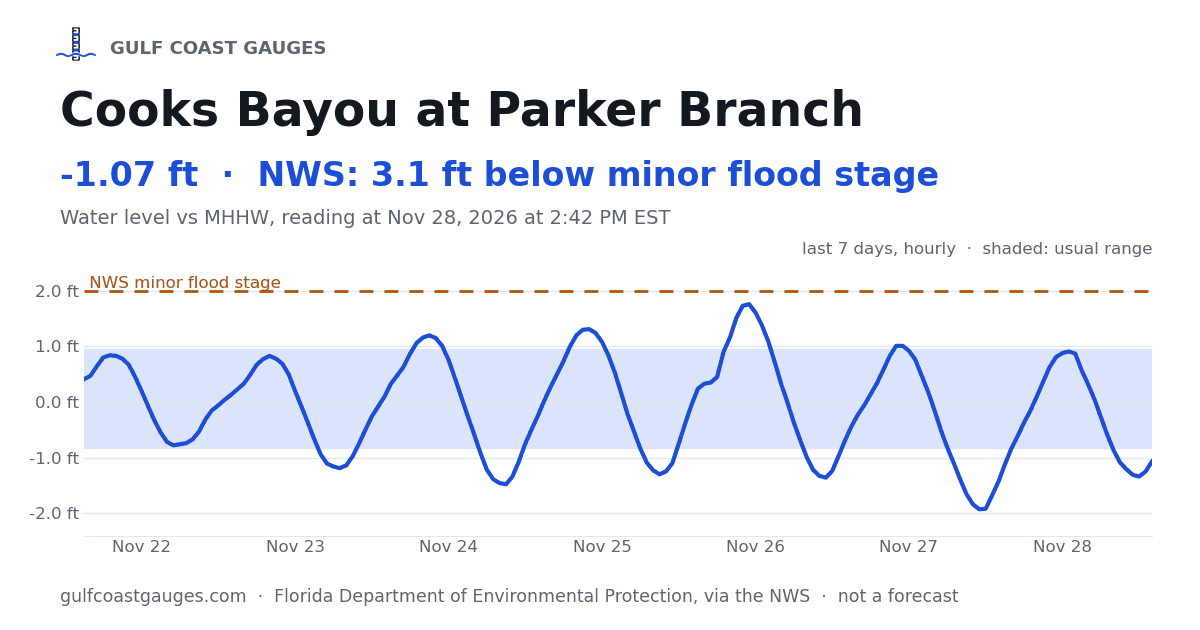 GULF COAST GAUGES
Cooks Bayou at Parker Branch
-1.07 ft · NWS: 3.1 ft below minor flood stage
Water level vs MHHW, reading at Nov 28, 2026 at 2:42 PM EST
last 7 days, hourly · shaded: usual range
NWS minor flood stage
2.0 ft
1.0 ft
0.0 ft
-1.0 ft
-2.0 ft
Nov 22 Nov 23 Nov 24 Nov 25 Nov 26 Nov 27 Nov 28
gulfcoastgauges.com · Florida Department of Environmental Protection, via the NWS · not a forecast